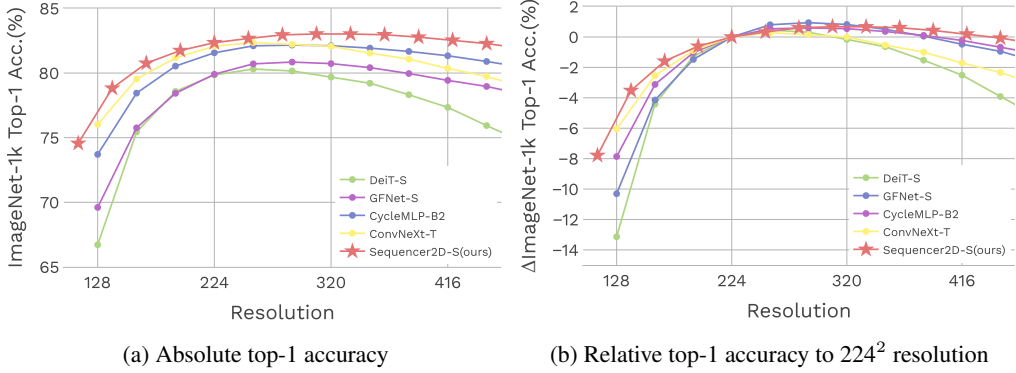 ImageNet-1k Top-1 Acc.(%)
85
80
75
70
65
128
224
320
416
Resolution
DeiT-S
GFNet-S
CycleMLP-B2
ConvNeXt-T
Sequencer2D-S(ours)
(a) Absolute top-1 accuracy
ΔImageNet-1k Top-1 Acc.(%)
2
0
−2
−4
−6
−8
−10
−12
−14
128
224
320
416
Resolution
DeiT-S
GFNet-S
CycleMLP-B2
ConvNeXt-T
Sequencer2D-S(ours)
(b) Relative top-1 accuracy to 224² resolution